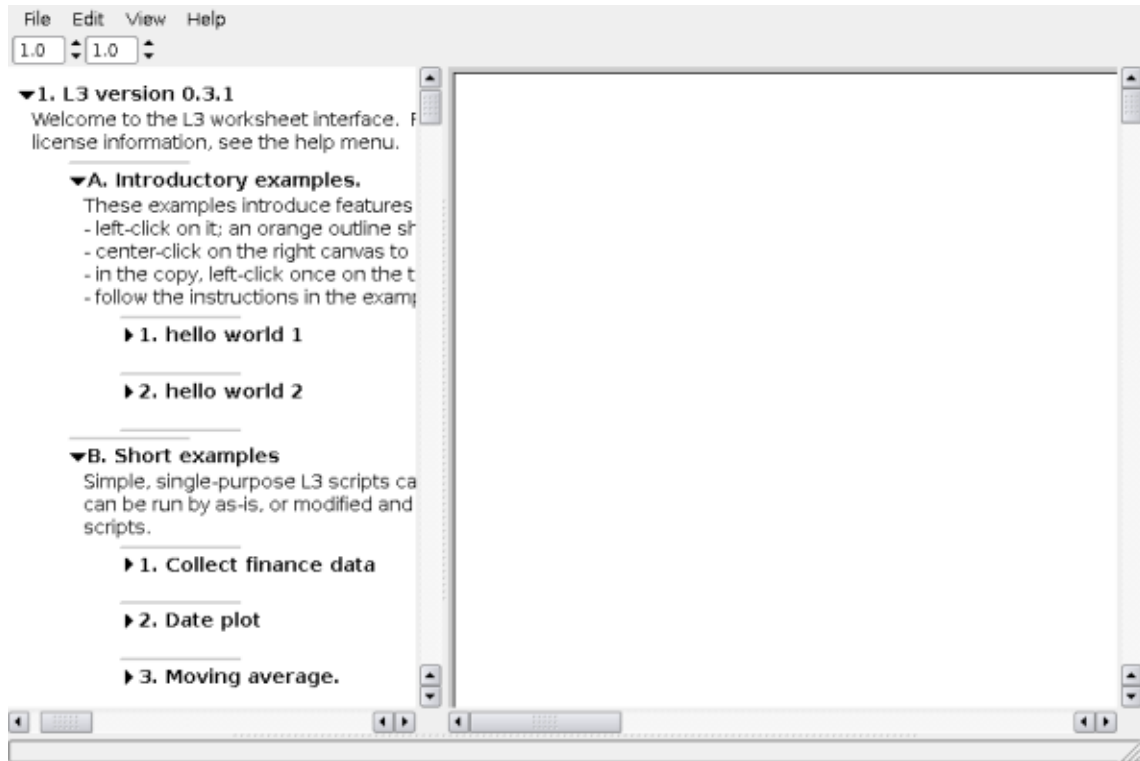 File Edit View Help
1.0 1.0
1. L3 version 0.3.1
Welcome to the L3 worksheet interface.
license information, see the help menu.
A. Introductory examples.
These examples introduce features
- left-click on it; an orange outline
- center-click on the right canvas to
- in the copy, left-click once on the
- follow the instructions in the
1. hello world 1
2. hello world 2
B. Short examples
Simple, single-purpose L3 scripts
can be run by as-is, or modified and
scripts.
1. Collect finance data
2. Date plot
3. Moving average.